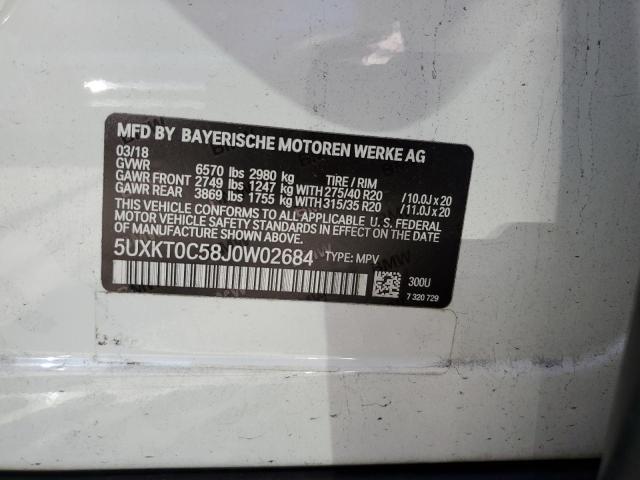 MFD BY BAYERISCHE MOTOREN WERKE AG
03/18
GVWR 6570 lbs 2980 kg TIRE / RIM
GAWR FRONT 2749 lbs 1247 kg WITH 275/40 R20 /10.0J x 20
GAWR REAR 3869 lbs 1755 kg WITH 315/35 R20 /11.0J x 20
THIS VEHICLE CONFORMS TO ALL APPLICABLE U.S. FEDERAL
MOTOR VEHICLE SAFETY STANDARDS IN EFFECT ON THE DATE
OF MANUFACTURE SHOWN ABOVE.
5UXKT0C58J0W02684 TYPE: MPV
300U
7 320 729